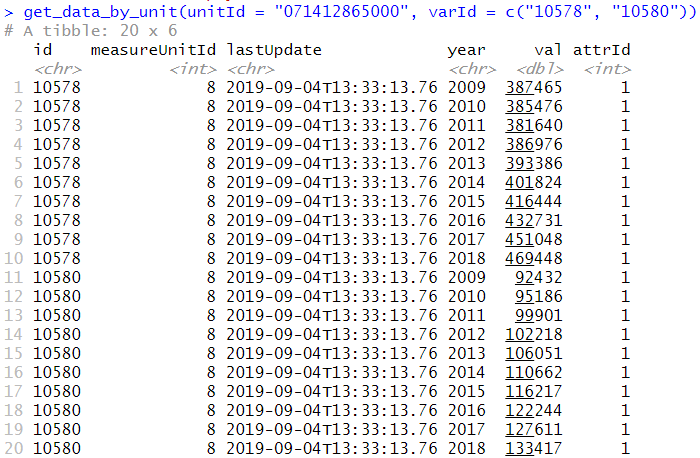 > get_data_by_unit(unitId = "071412865000", varId = c("10578", "10580"))
# A tibble: 20 x 6
id measureUnitId lastUpdate year val attrId
<chr> <int> <chr> <chr> <dbl> <int>
1 10578 8 2019-09-04T13:33:13.76 2009 387465 1
2 10578 8 2019-09-04T13:33:13.76 2010 385476 1
3 10578 8 2019-09-04T13:33:13.76 2011 381640 1
4 10578 8 2019-09-04T13:33:13.76 2012 386976 1
5 10578 8 2019-09-04T13:33:13.76 2013 393386 1
6 10578 8 2019-09-04T13:33:13.76 2014 401824 1
7 10578 8 2019-09-04T13:33:13.76 2015 416444 1
8 10578 8 2019-09-04T13:33:13.76 2016 432731 1
9 10578 8 2019-09-04T13:33:13.76 2017 451048 1
10 10578 8 2019-09-04T13:33:13.76 2018 469448 1
11 10580 8 2019-09-04T13:33:13.76 2009 92432 1
12 10580 8 2019-09-04T13:33:13.76 2010 95186 1
13 10580 8 2019-09-04T13:33:13.76 2011 99901 1
14 10580 8 2019-09-04T13:33:13.76 2012 102218 1
15 10580 8 2019-09-04T13:33:13.76 2013 106051 1
16 10580 8 2019-09-04T13:33:13.76 2014 110662 1
17 10580 8 2019-09-04T13:33:13.76 2015 116217 1
18 10580 8 2019-09-04T13:33:13.76 2016 122244 1
19 10580 8 2019-09-04T13:33:13.76 2017 127611 1
20 10580 8 2019-09-04T13:33:13.76 2018 133417 1